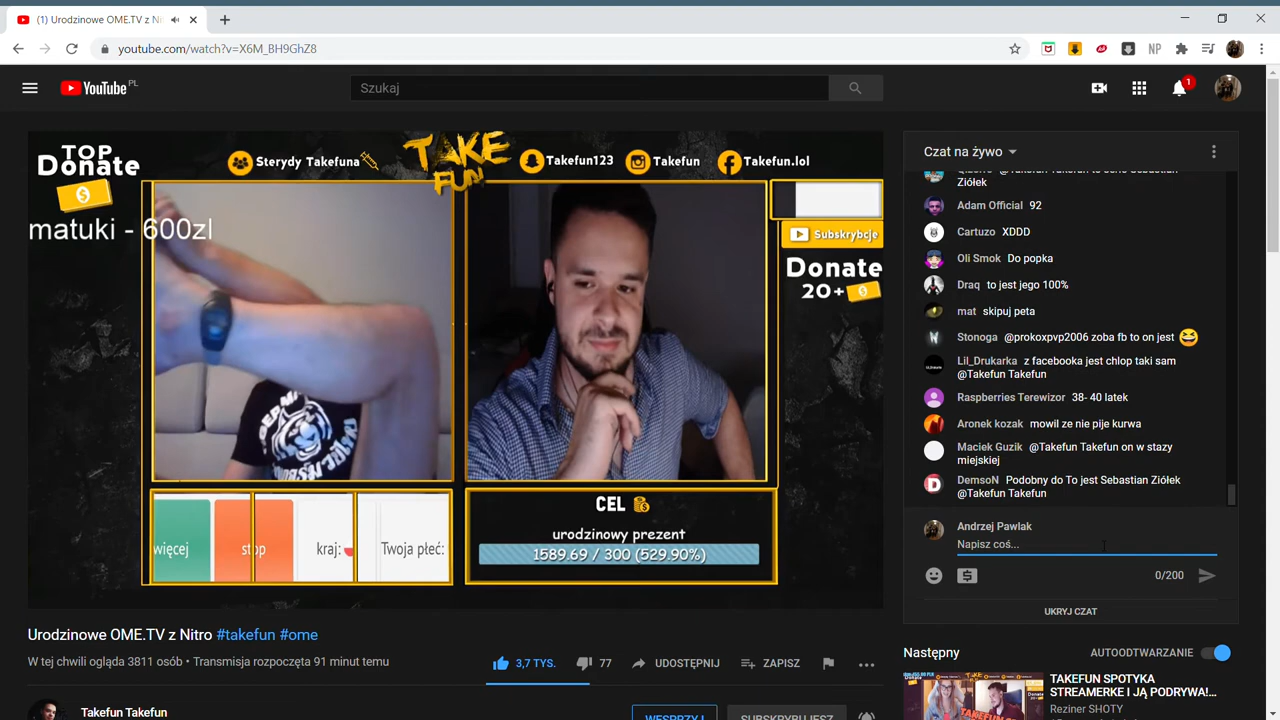 (1) Urodzinowe OME.TV z Ni
youtube.com/watch?v=X6M_BH9GhZ8
NP
YouTube PL
Szukaj
1
TOP
Donate
matuki - 600zl
Sterydy Takefuna
TAKE
FUN
Takefun123
Takefun
Takefun.lol
Subskrybcje
Donate
20+
więcej
stop
kraj:
Twoja płeć:
CEL
urodzinowy prezent
1589.69 / 300 (529.90%)
Urodzinowe OME.TV z Nitro #takefun #ome
W tej chwili ogląda 3811 osób • Transmisja rozpoczęta 91 minut temu
3,7 TYS.
77
UDOSTĘPNIJ
ZAPISZ
Takefun Takefun
WESPRZYJ
SUBSKRYBUJESZ
Czat na żywo
Ziółek
Adam Official 92
Cartuzo XDDD
Oli Smok Do popka
Draq to jest jego 100%
mat skipuj peta
Stonoga @prokoxpvp2006 zoba fb to on jest
Lil_Drukarka z facebooka jest chlop taki sam
@Takefun Takefun
Raspberries Terewizor 38- 40 latek
Aronek kozak mowil ze nie pije kurwa
Maciek Guzik @Takefun Takefun on w stazy
miejskiej
DemsoN Podobny do To jest Sebastian Ziółek
@Takefun Takefun
Andrzej Pawlak
Napisz coś...
0/200
UKRYJ CZAT
Następny
AUTOODTWARZANIE
TAKEFUN SPOTYKA
STREAMERKE I JĄ PODRYWA!...
Reziner SHOTY